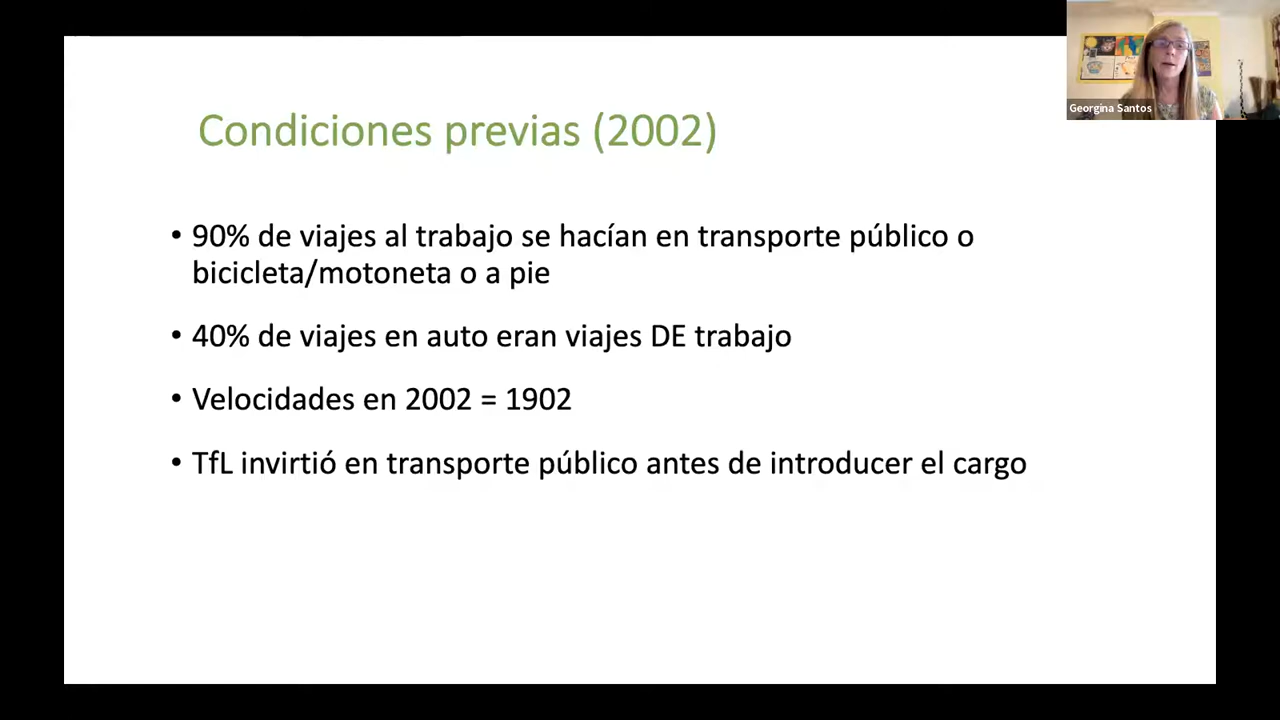 Condiciones previas (2002)
• 90% de viajes al trabajo se hacían en transporte público o
bicicleta/motoneta o a pie
• 40% de viajes en auto eran viajes DE trabajo
• Velocidades en 2002 = 1902
• TfL invirtió en transporte público antes de introducer el cargo
Georgina Santos